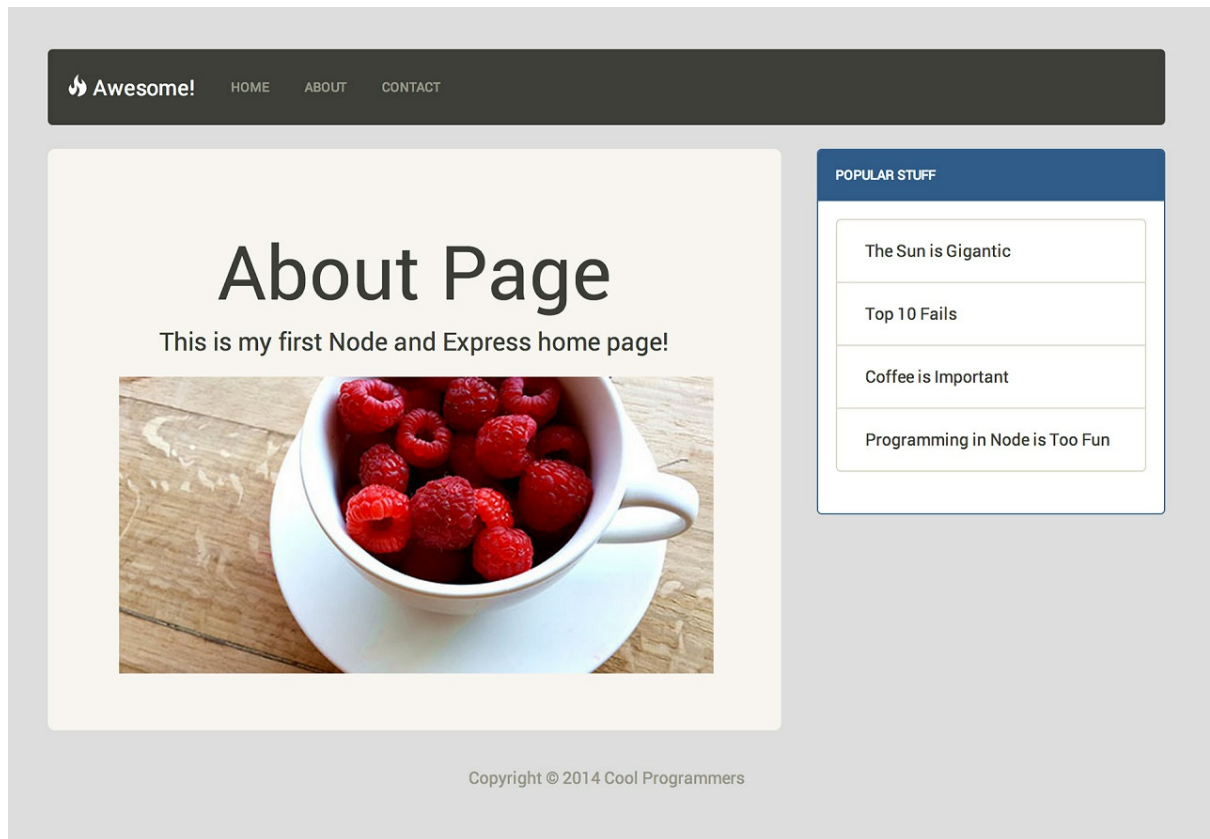 Awesome! HOME ABOUT CONTACT
About Page
This is my first Node and Express home page!
POPULAR STUFF
The Sun is Gigantic
Top 10 Fails
Coffee is Important
Programming in Node is Too Fun
Copyright © 2014 Cool Programmers